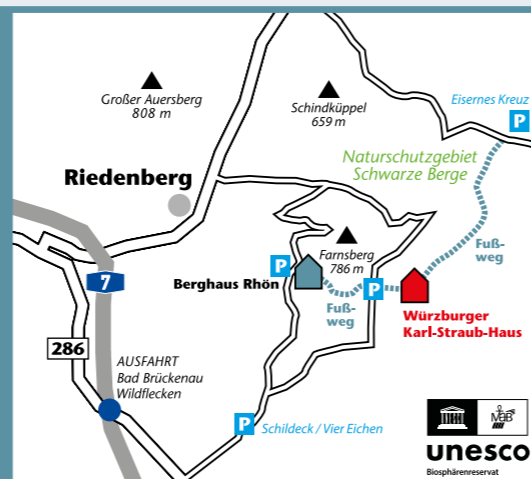 Großer Auersberg
808 m
Schindküppel
659 m
Eisernes Kreuz
P
Naturschutzgebiet
Schwarze Berge
Riedenberg
Farnsberg
786 m
Fuß-
weg
P
Berghaus Rhön
P
7
Fuß-
weg
Würzburger
Karl-Straub-Haus
286
AUSFAHRT
Bad Brückenau
Wildflecken
P
Schildeck / Vier Eichen
MaB
unesco
Biosphärenreservat